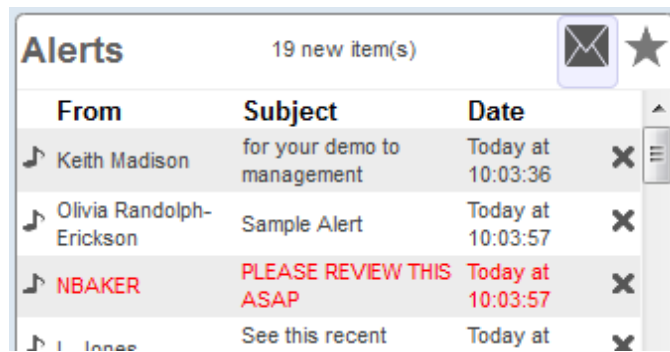 Alerts 19 new item(s)
From Subject Date
Keith Madison for your demo to management Today at 10:03:36
Olivia Randolph-Erickson Sample Alert Today at 10:03:57
NBAKER PLEASE REVIEW THIS ASAP Today at 10:03:57
Jones See this recent Today at